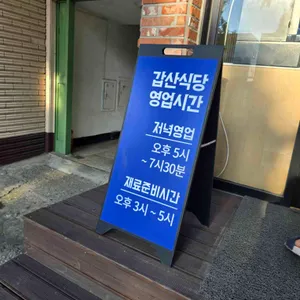 갑산식당
영업시간
저녁영업
오후 5시
~ 7시30분
재료준비시간
오후 3시 ~ 5시